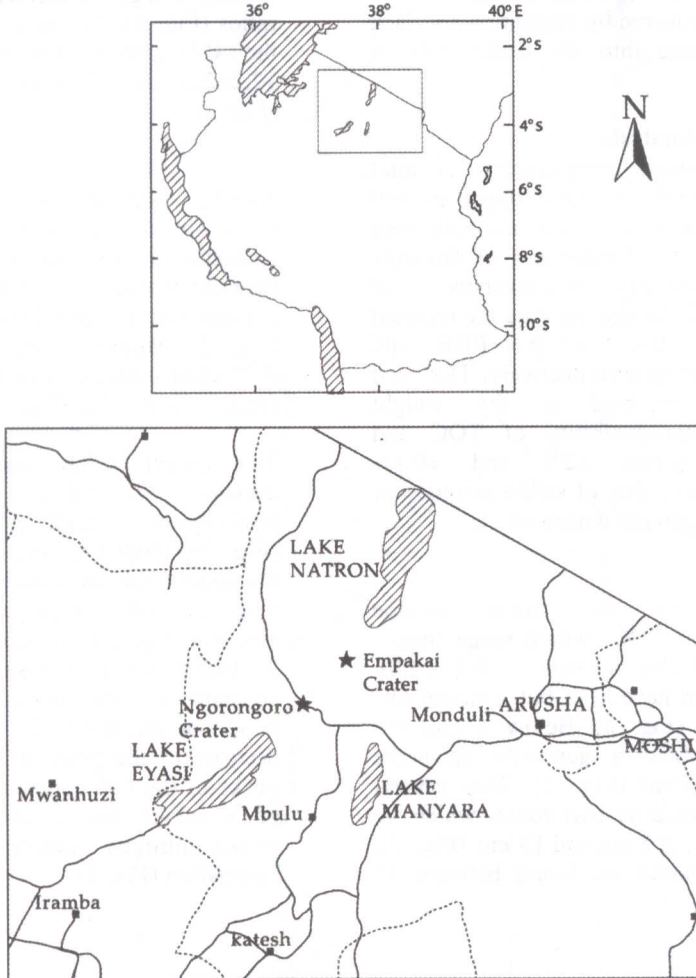 36°
38°
40°
2°S
N
4°S
6°S
8°S
10°S
LAKE
NATRON
Empakai
Crater
Ngorongoro
Crater
Monduli
ARUSHA
MOSHI
LAKE
EYASI
Mwanhuzi
Mbulu
LAKE
MANYARA
Iramba
katesh